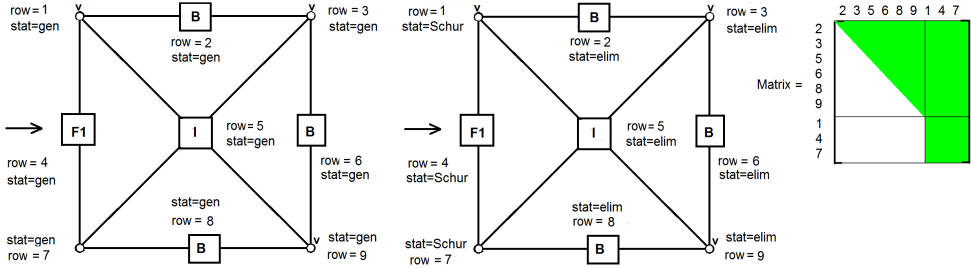 row = 1
stat=gen
v
B
row = 2
stat=gen
v
row = 3
stat=gen
F1
row = 4
stat=gen
I
row = 5
stat=gen
B
row = 6
stat=gen
stat=gen
row = 7
stat=gen
row = 8
B
v
stat=gen
row = 9
row = 1
stat=Schur
v
B
row = 2
stat=elim
v
row = 3
stat=elim
F1
row = 4
stat=Schur
I
row = 5
stat=elim
B
row = 6
stat=elim
stat=Schur
row = 7
stat=elim
row = 8
B
v
stat=elim
row = 9
2 3 5 6 8 9 1 4 7
Matrix =
2
3
5
6
8
9
1
4
7